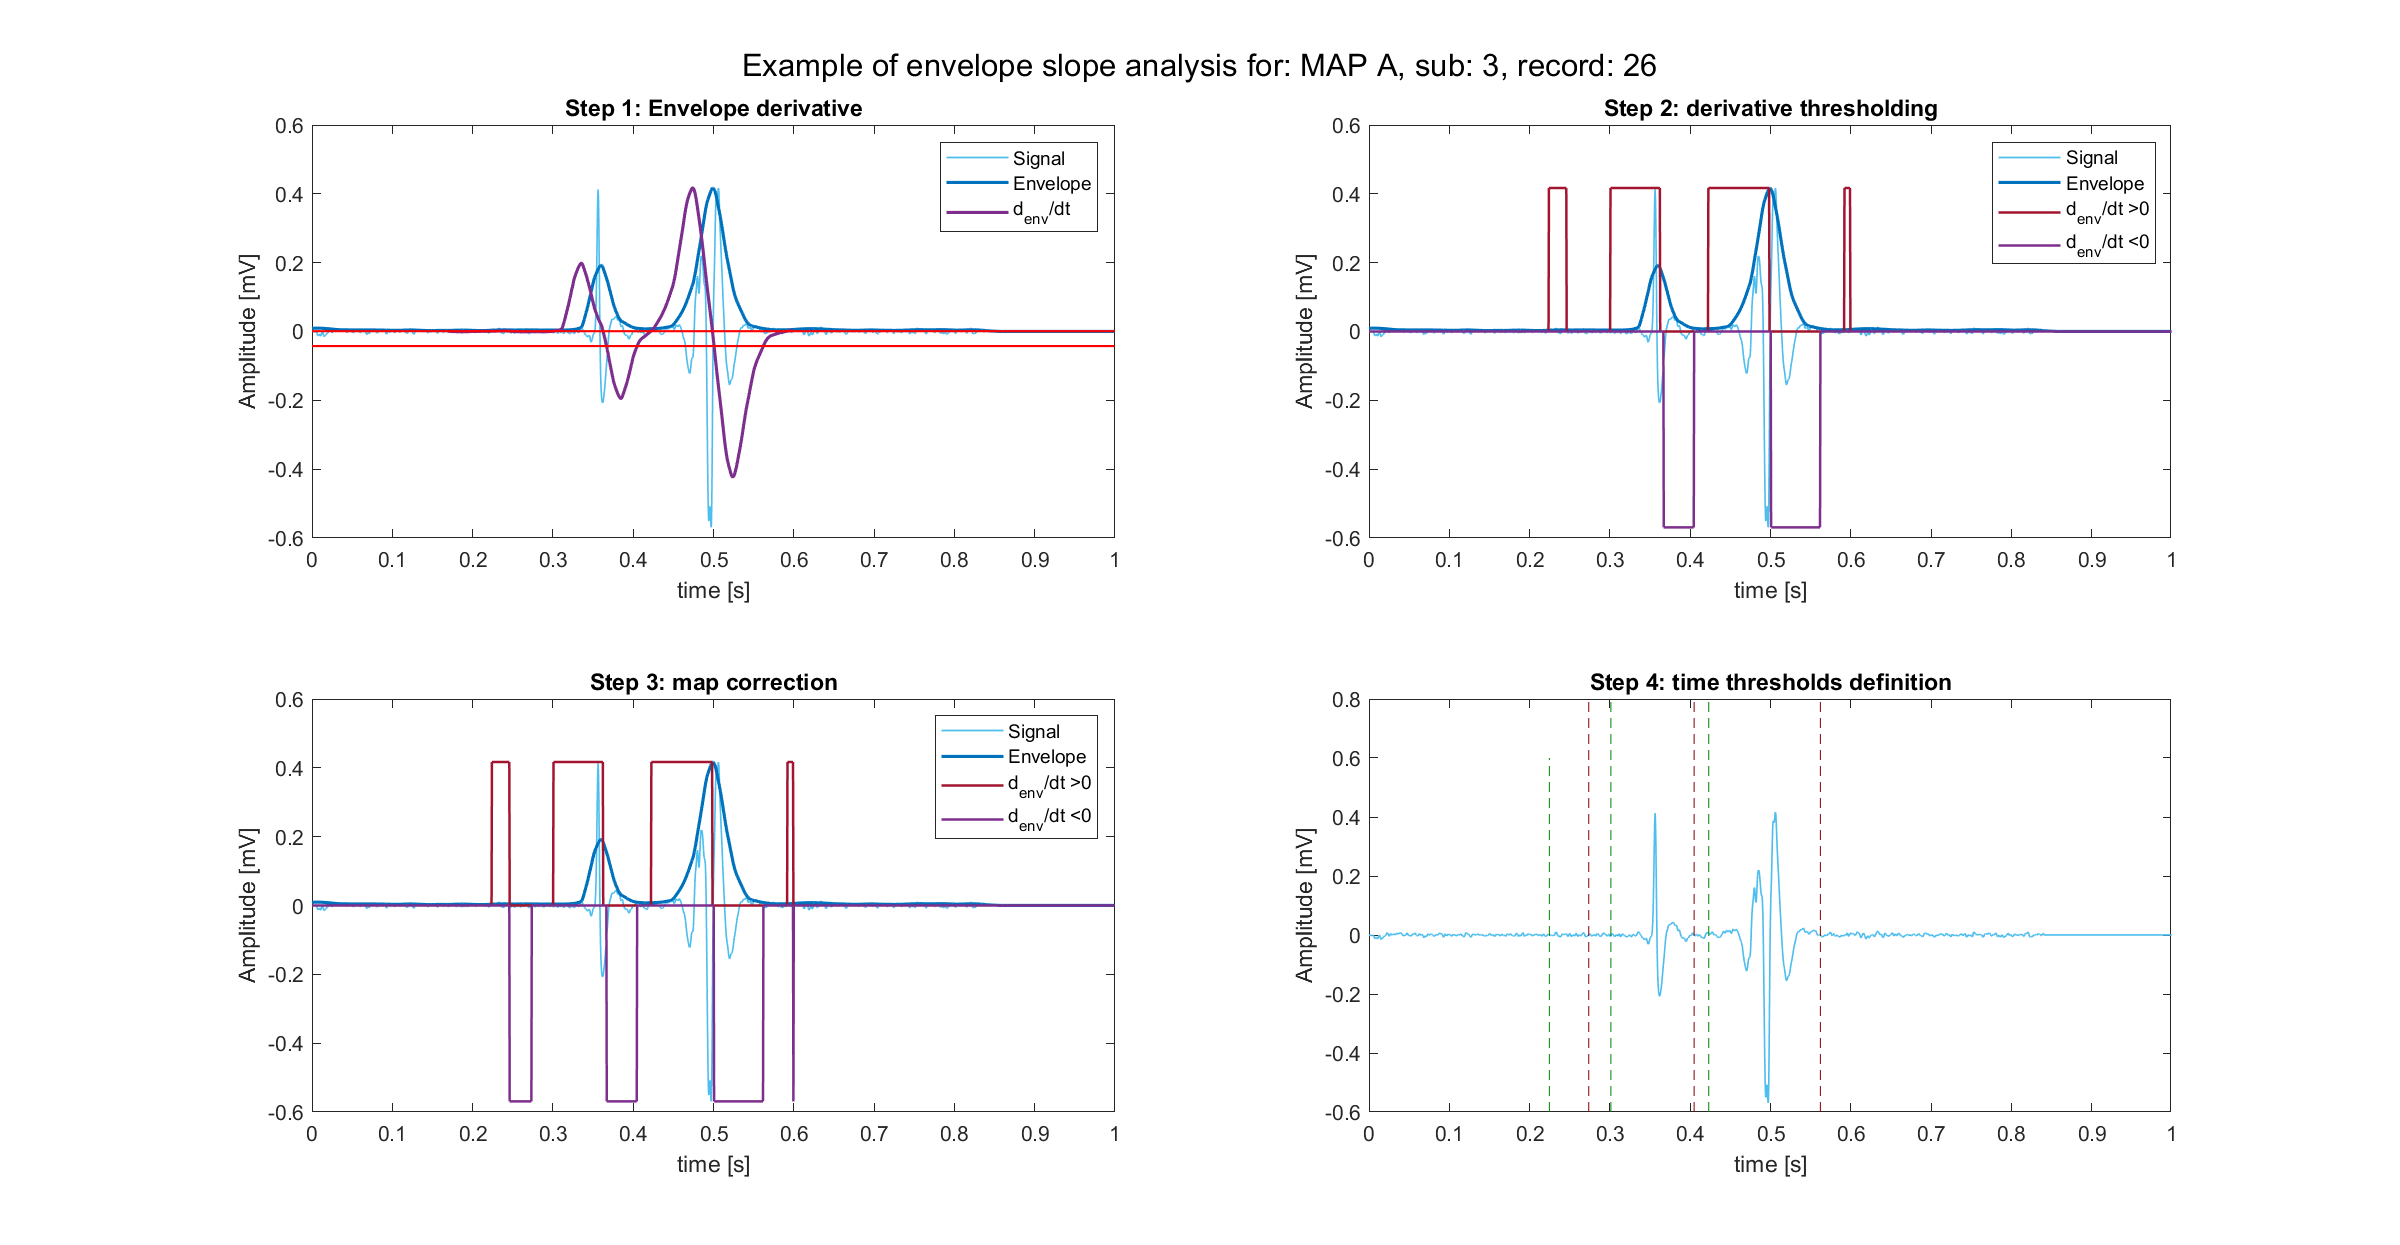 Example of envelope slope analysis for: MAP A, sub: 3, record: 26
Step 1: Envelope derivative
Amplitude [mV]
0.6
0.4
0.2
0
-0.2
-0.4
-0.6
0 0.1 0.2 0.3 0.4 0.5 0.6 0.7 0.8 0.9 1
time [s]
Signal
Envelope
d_env/dt
Step 2: derivative thresholding
Amplitude [mV]
0.6
0.4
0.2
0
-0.2
-0.4
-0.6
0 0.1 0.2 0.3 0.4 0.5 0.6 0.7 0.8 0.9 1
time [s]
Signal
Envelope
d_env/dt >0
d_env/dt <0
Step 3: map correction
Amplitude [mV]
0.6
0.4
0.2
0
-0.2
-0.4
-0.6
0 0.1 0.2 0.3 0.4 0.5 0.6 0.7 0.8 0.9 1
time [s]
Signal
Envelope
d_env/dt >0
d_env/dt <0
Step 4: time thresholds definition
Amplitude [mV]
0.8
0.6
0.4
0.2
0
-0.2
-0.4
-0.6
0 0.1 0.2 0.3 0.4 0.5 0.6 0.7 0.8 0.9 1
time [s]